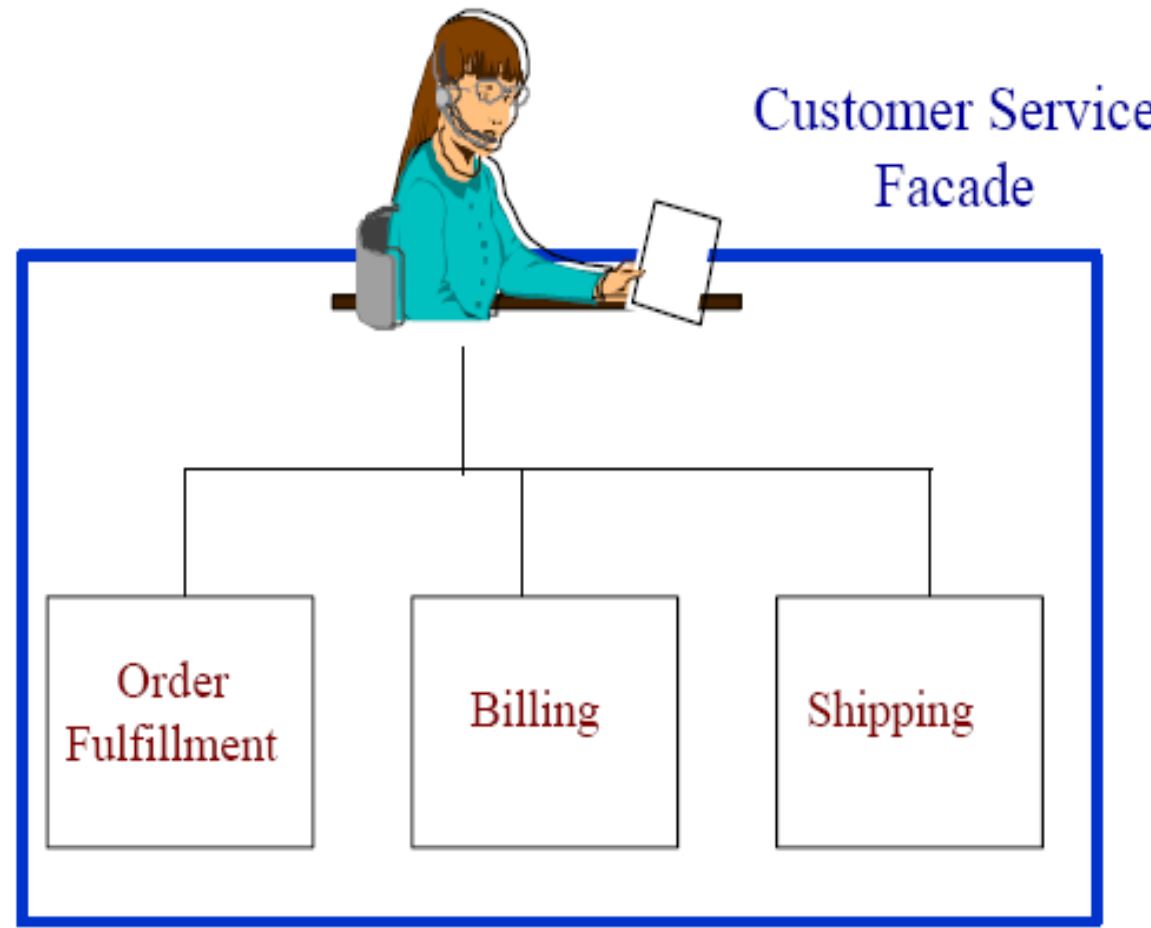 Customer Service
Facade
Order
Fulfillment
Billing
Shipping